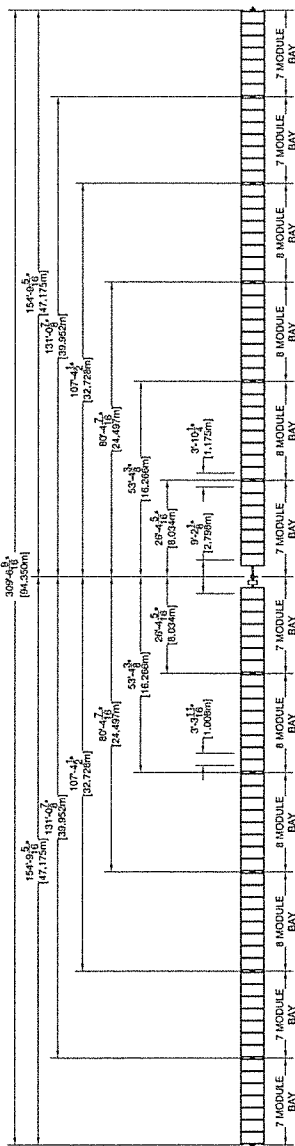 309'-6 9/16"
[94.350m]
154'-9 5/16"
[47.175m]
154'-9 5/16"
[47.175m]
131'-0 7/8"
[39.952m]
131'-0 7/8"
[39.952m]
107'-4 1/2"
[32.728m]
107'-4 1/2"
[32.728m]
80'-4 7/16"
[24.497m]
80'-4 7/16"
[24.497m]
53'-4 3/8"
[16.266m]
53'-4 3/8"
[16.266m]
26'-4 5/16"
[8.034m]
26'-4 5/16"
[8.034m]
3'-3 11/16"
[1.008m]
9'-2 1/8"
[2.798m]
3'-10 1/4"
[1.175m]
7 MODULE
BAY
7 MODULE
BAY
8 MODULE
BAY
8 MODULE
BAY
8 MODULE
BAY
7 MODULE
BAY
7 MODULE
BAY
8 MODULE
BAY
8 MODULE
BAY
8 MODULE
BAY
7 MODULE
BAY
7 MODULE
BAY